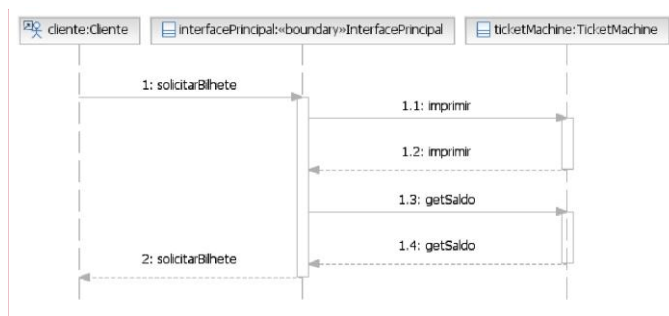 cliente:Cliente
interfacePrincipal:«boundary»InterfacePrincipal
ticketMachine:TicketMachine
1: solicitarBilhete
1.1: imprimir
1.2: imprimir
1.3: getSaldo
1.4: getSaldo
2: solicitarBilhete